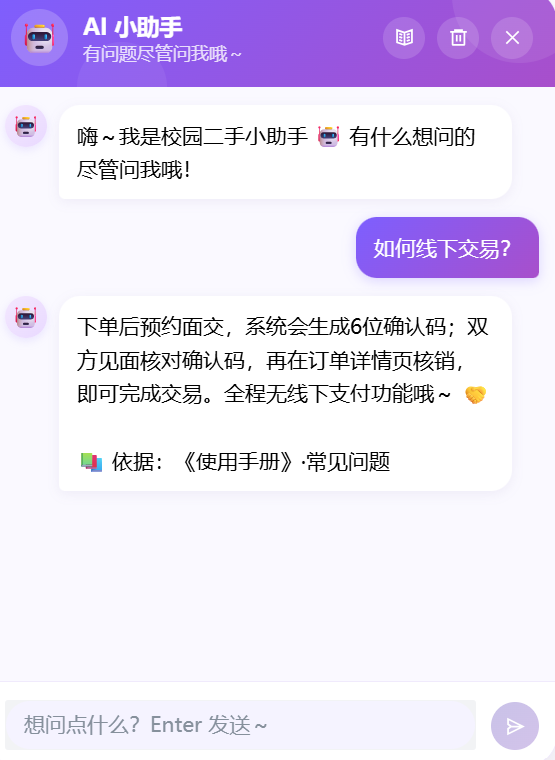 AI 小助手
有问题尽管问我哦～
嗨～我是校园二手小助手 🤖 有什么想问的
尽管问我哦！
如何线下交易？
下单后预约面交，系统会生成6位确认码；双
方见面核对确认码，再在订单详情页核销，
即可完成交易。全程无线下支付功能哦～ 🤝
📚 依据：《使用手册》·常见问题
想问点什么？Enter 发送～